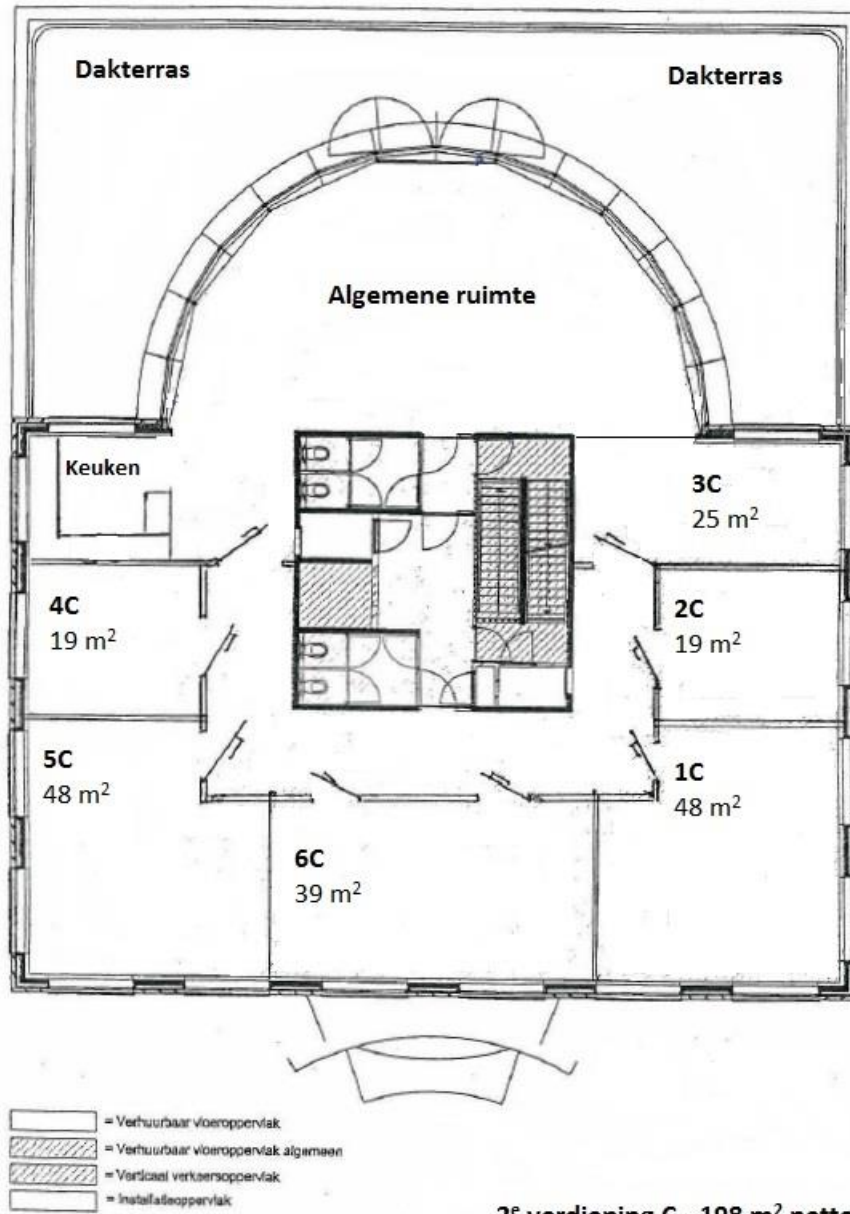 Dakterras
Dakterras
Algemene ruimte
Keuken
3C
25 m²
4C
19 m²
2C
19 m²
5C
48 m²
1C
48 m²
6C
39 m²
= Verhuurbaar vloeroppervlak
= Verhuurbaar vloeroppervlak algemeen
= Verticaal verkeersoppervlak
= Installatieoppervlak
2ᵉ verdieping C - 198 m² netto